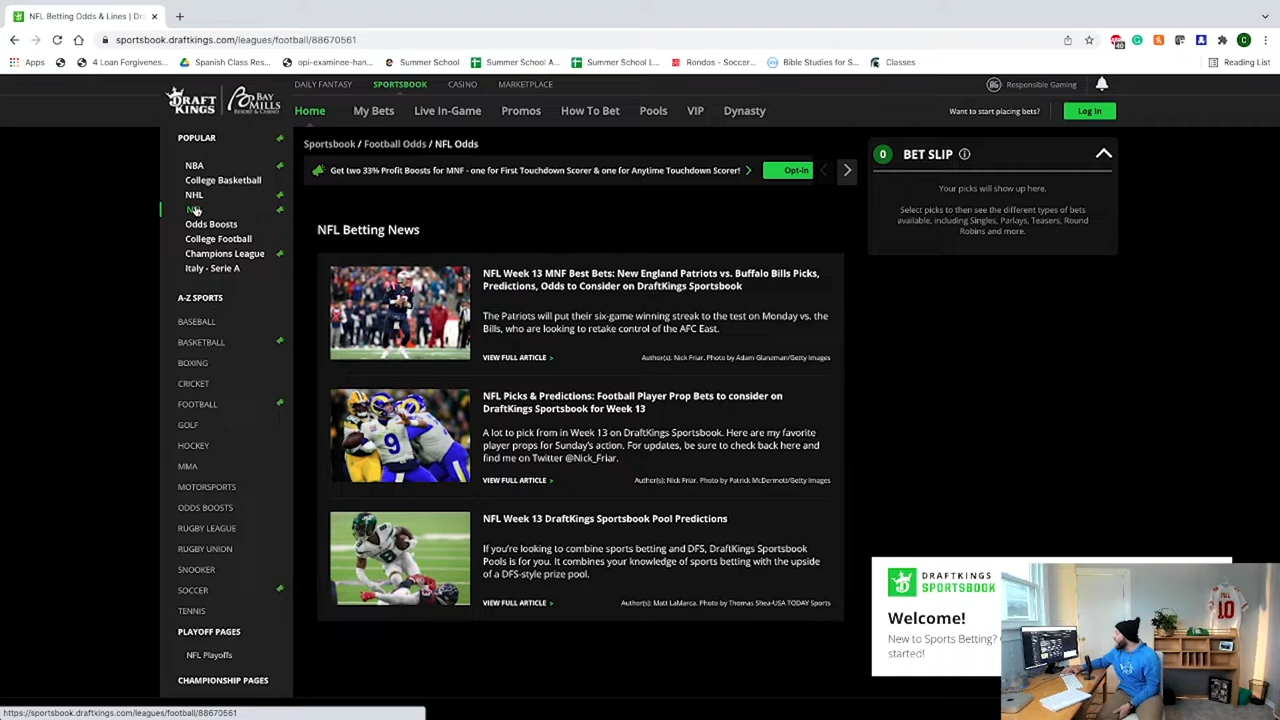 NFL Betting Odds & Lines | Dra
sportsbook.draftkings.com/leagues/football/88670561
Apps
4 Loan Forgivenes...
Spanish Class Res...
opi-examinee-han...
Summer School
Summer School A...
Summer School L...
Rondos - Soccer...
Bible Studies for S...
Classes
Reading List
DRAFT KINGS
BAY MILLS
RESORT & CASINO
DAILY FANTASY
SPORTSBOOK
CASINO
MARKETPLACE
Responsible Gaming
Home
My Bets
Live In-Game
Promos
How To Bet
Pools
VIP
Dynasty
Want to start placing bets?
Log In
POPULAR
NBA
College Basketball
NHL
Odds Boosts
College Football
Champions League
Italy - Serie A
A-Z SPORTS
BASEBALL
BASKETBALL
BOXING
CRICKET
FOOTBALL
GOLF
HOCKEY
MMA
MOTORSPORTS
ODDS BOOSTS
RUGBY LEAGUE
RUGBY UNION
SNOOKER
SOCCER
TENNIS
PLAYOFF PAGES
NFL Playoffs
CHAMPIONSHIP PAGES
Sportsbook / Football Odds / NFL Odds
Get two 33% Profit Boosts for MNF - one for First Touchdown Scorer & one for Anytime Touchdown Scorer!
Opt-In
NFL Betting News
NFL Week 13 MNF Best Bets: New England Patriots vs. Buffalo Bills Picks,
Predictions, Odds to Consider on DraftKings Sportsbook
The Patriots will put their six-game winning streak to the test on Monday vs. the
Bills, who are looking to retake control of the AFC East.
VIEW FULL ARTICLE >
Author(s): Nick Friar. Photo by Adam Glanzman/Getty Images
NFL Picks & Predictions: Football Player Prop Bets to consider on
DraftKings Sportsbook for Week 13
A lot to pick from in Week 13 on DraftKings Sportsbook. Here are my favorite
player props for Sunday's action. For updates, be sure to check back here and
find me on Twitter @Nick_Friar.
VIEW FULL ARTICLE >
Author(s): Nick Friar. Photo by Patrick McDermott/Getty Images
NFL Week 13 DraftKings Sportsbook Pool Predictions
If you're looking to combine sports betting and DFS, DraftKings Sportsbook
Pools is for you. It combines your knowledge of sports betting with the upside
of a DFS-style prize pool.
VIEW FULL ARTICLE >
Author(s): Matt LaMarca. Photo by Thomas Shea-USA TODAY Sports
0 BET SLIP
Your picks will show up here.
Select picks to then see the different types of bets
available, including Singles, Parlays, Teasers, Round
Robins and more.
DRAFTKINGS
SPORTSBOOK
Welcome!
New to Sports Betting?
started!
10
https://sportsbook.draftkings.com/leagues/football/88670561